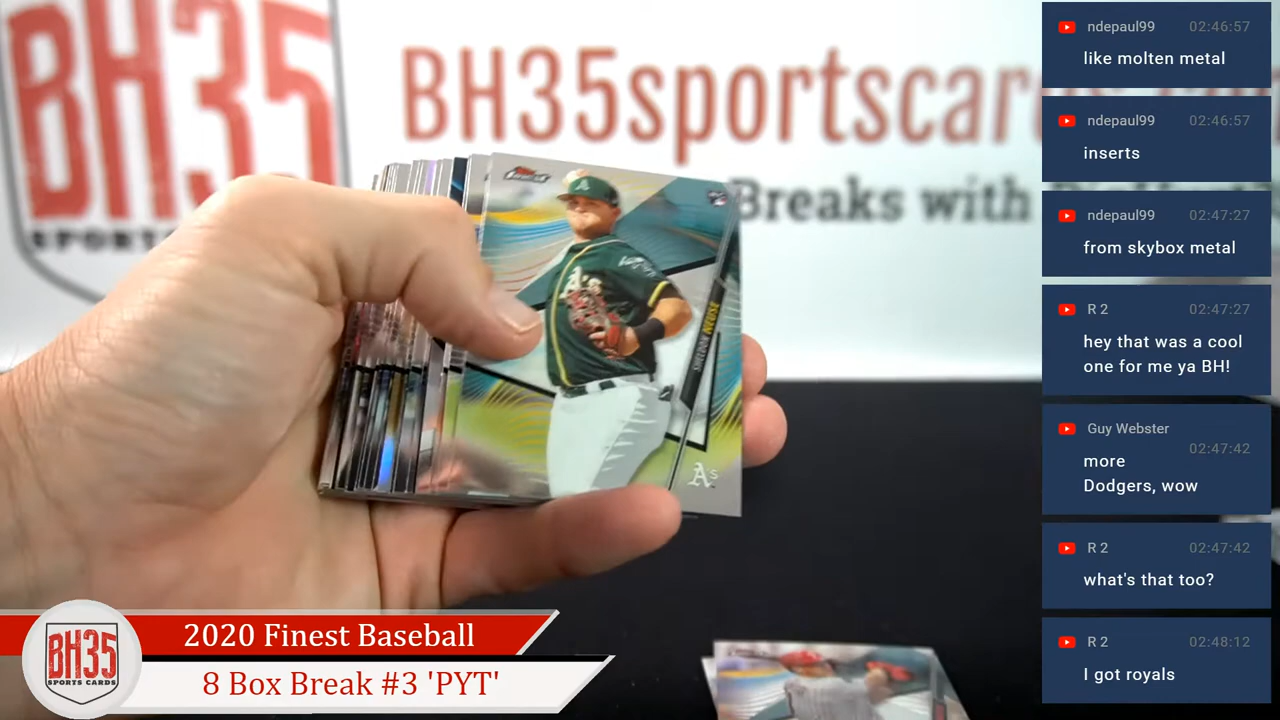 BH35
SPORTS
BH35sportscar
Breaks with
FINEST
A's
SHELDON NEUSE
A's
ndepaul99 02:46:57
like molten metal
ndepaul99 02:46:57
inserts
ndepaul99 02:47:27
from skybox metal
R 2 02:47:27
hey that was a cool
one for me ya BH!
Guy Webster 02:47:42
more
Dodgers, wow
R 2 02:47:42
what's that too?
R 2 02:48:12
I got royals
BH35
SPORTS CARDS
2020 Finest Baseball
8 Box Break #3 'PYT'